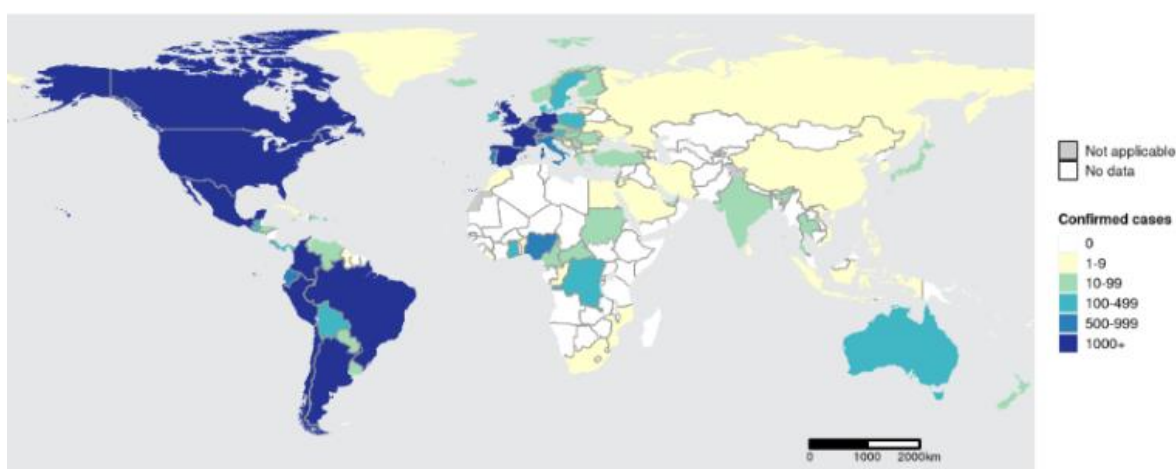 Not applicable
No data
Confirmed cases
0
1-9
10-99
100-499
500-999
1000+
0 1000 2000km